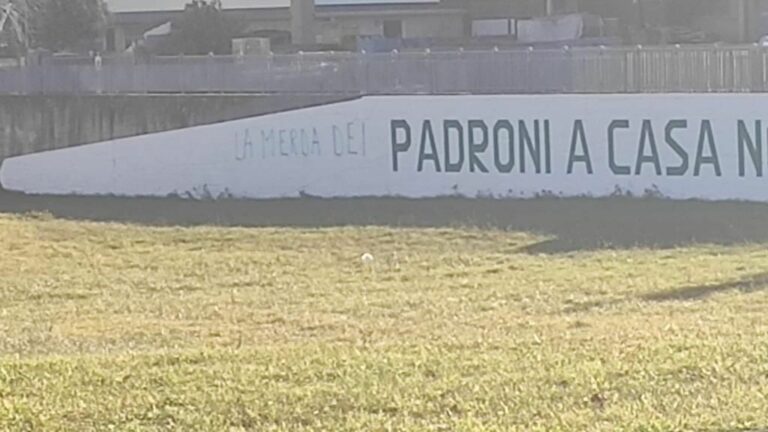 LA MERDA DEI PADRONI A CASA N